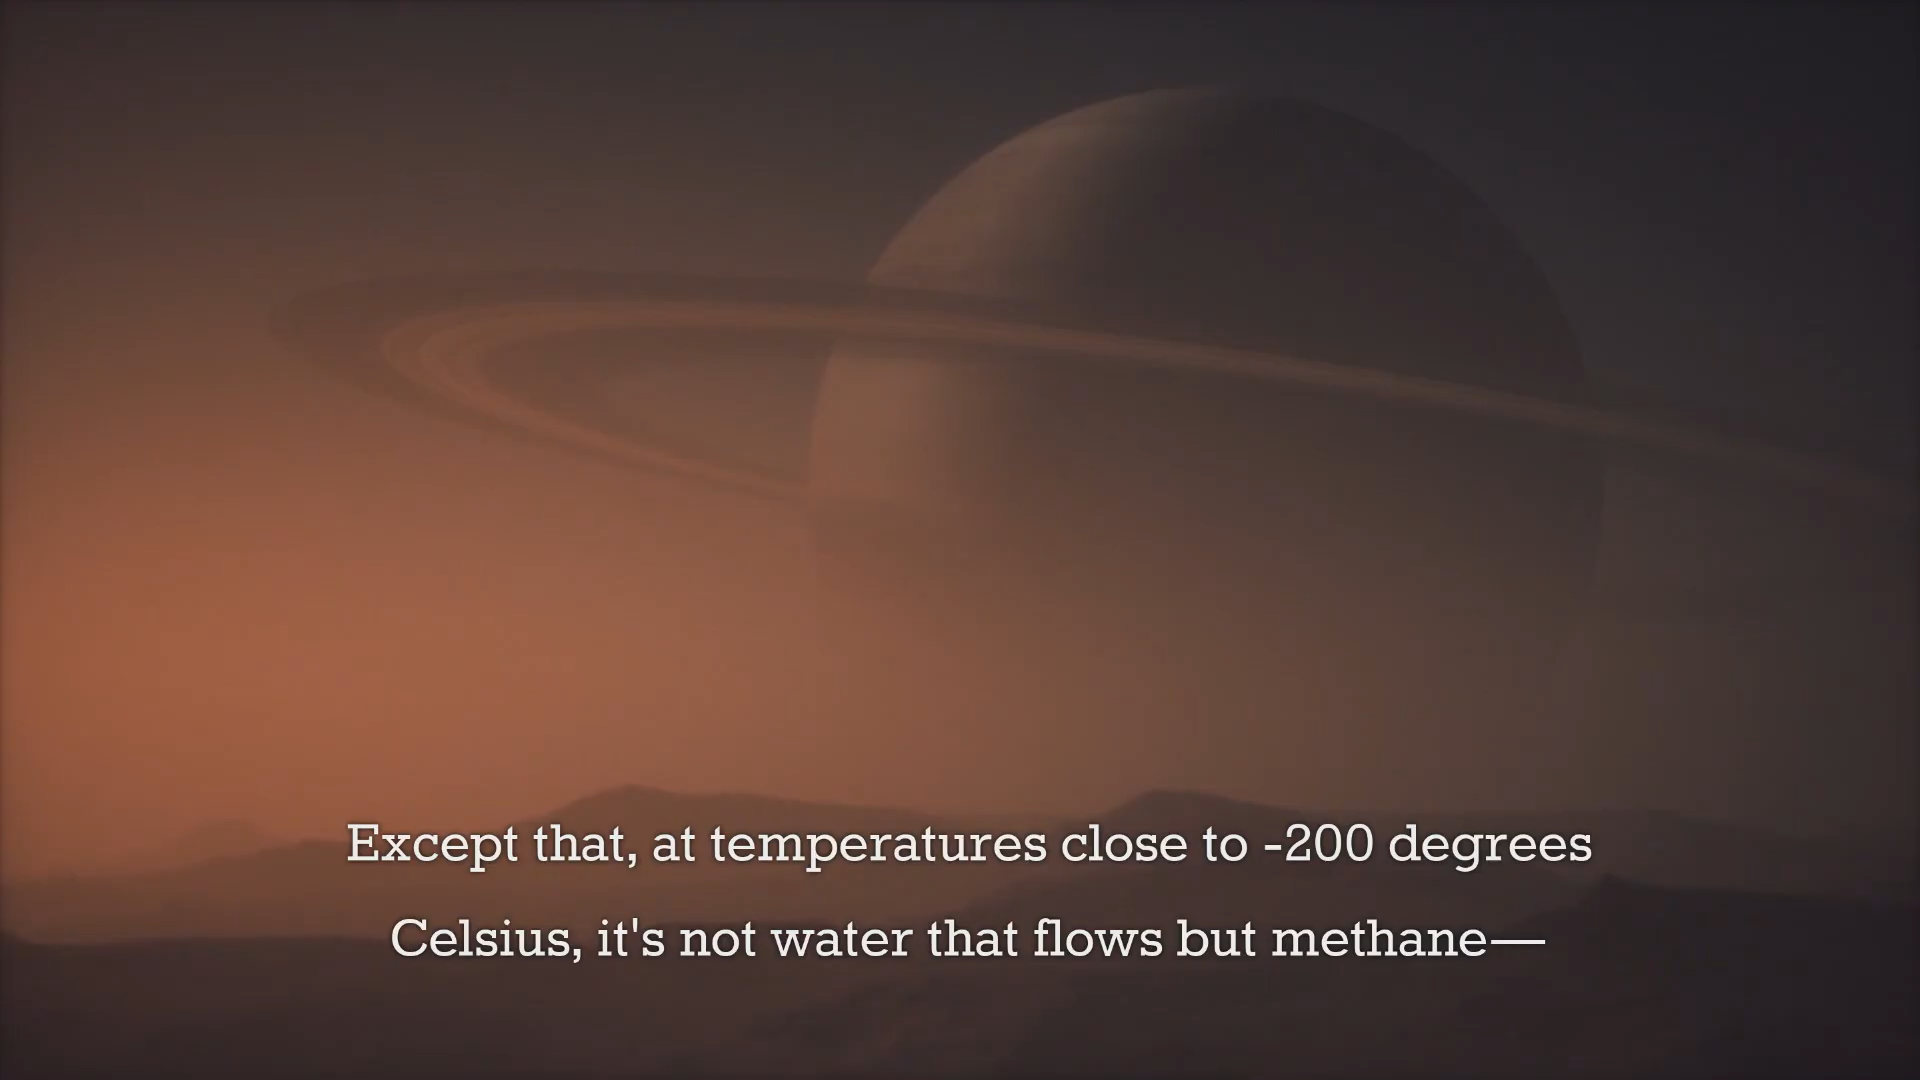 Except that, at temperatures close to -200 degrees
Celsius, it's not water that flows but methane—